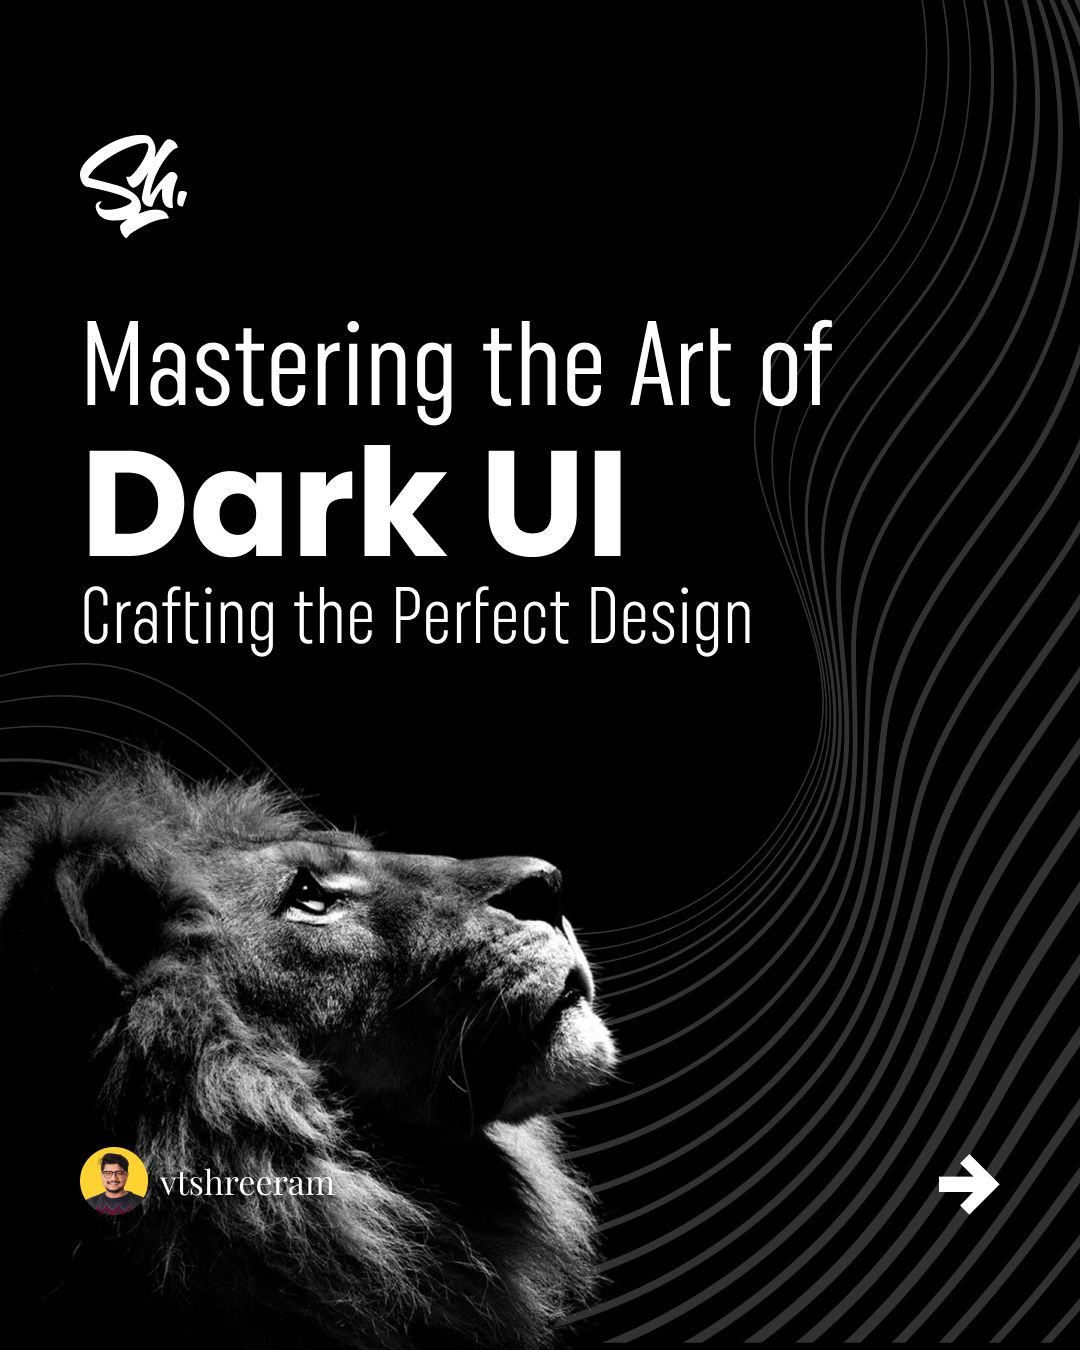 Sh.
Mastering the Art of
Dark UI
Crafting the Perfect Design
vtshreeram